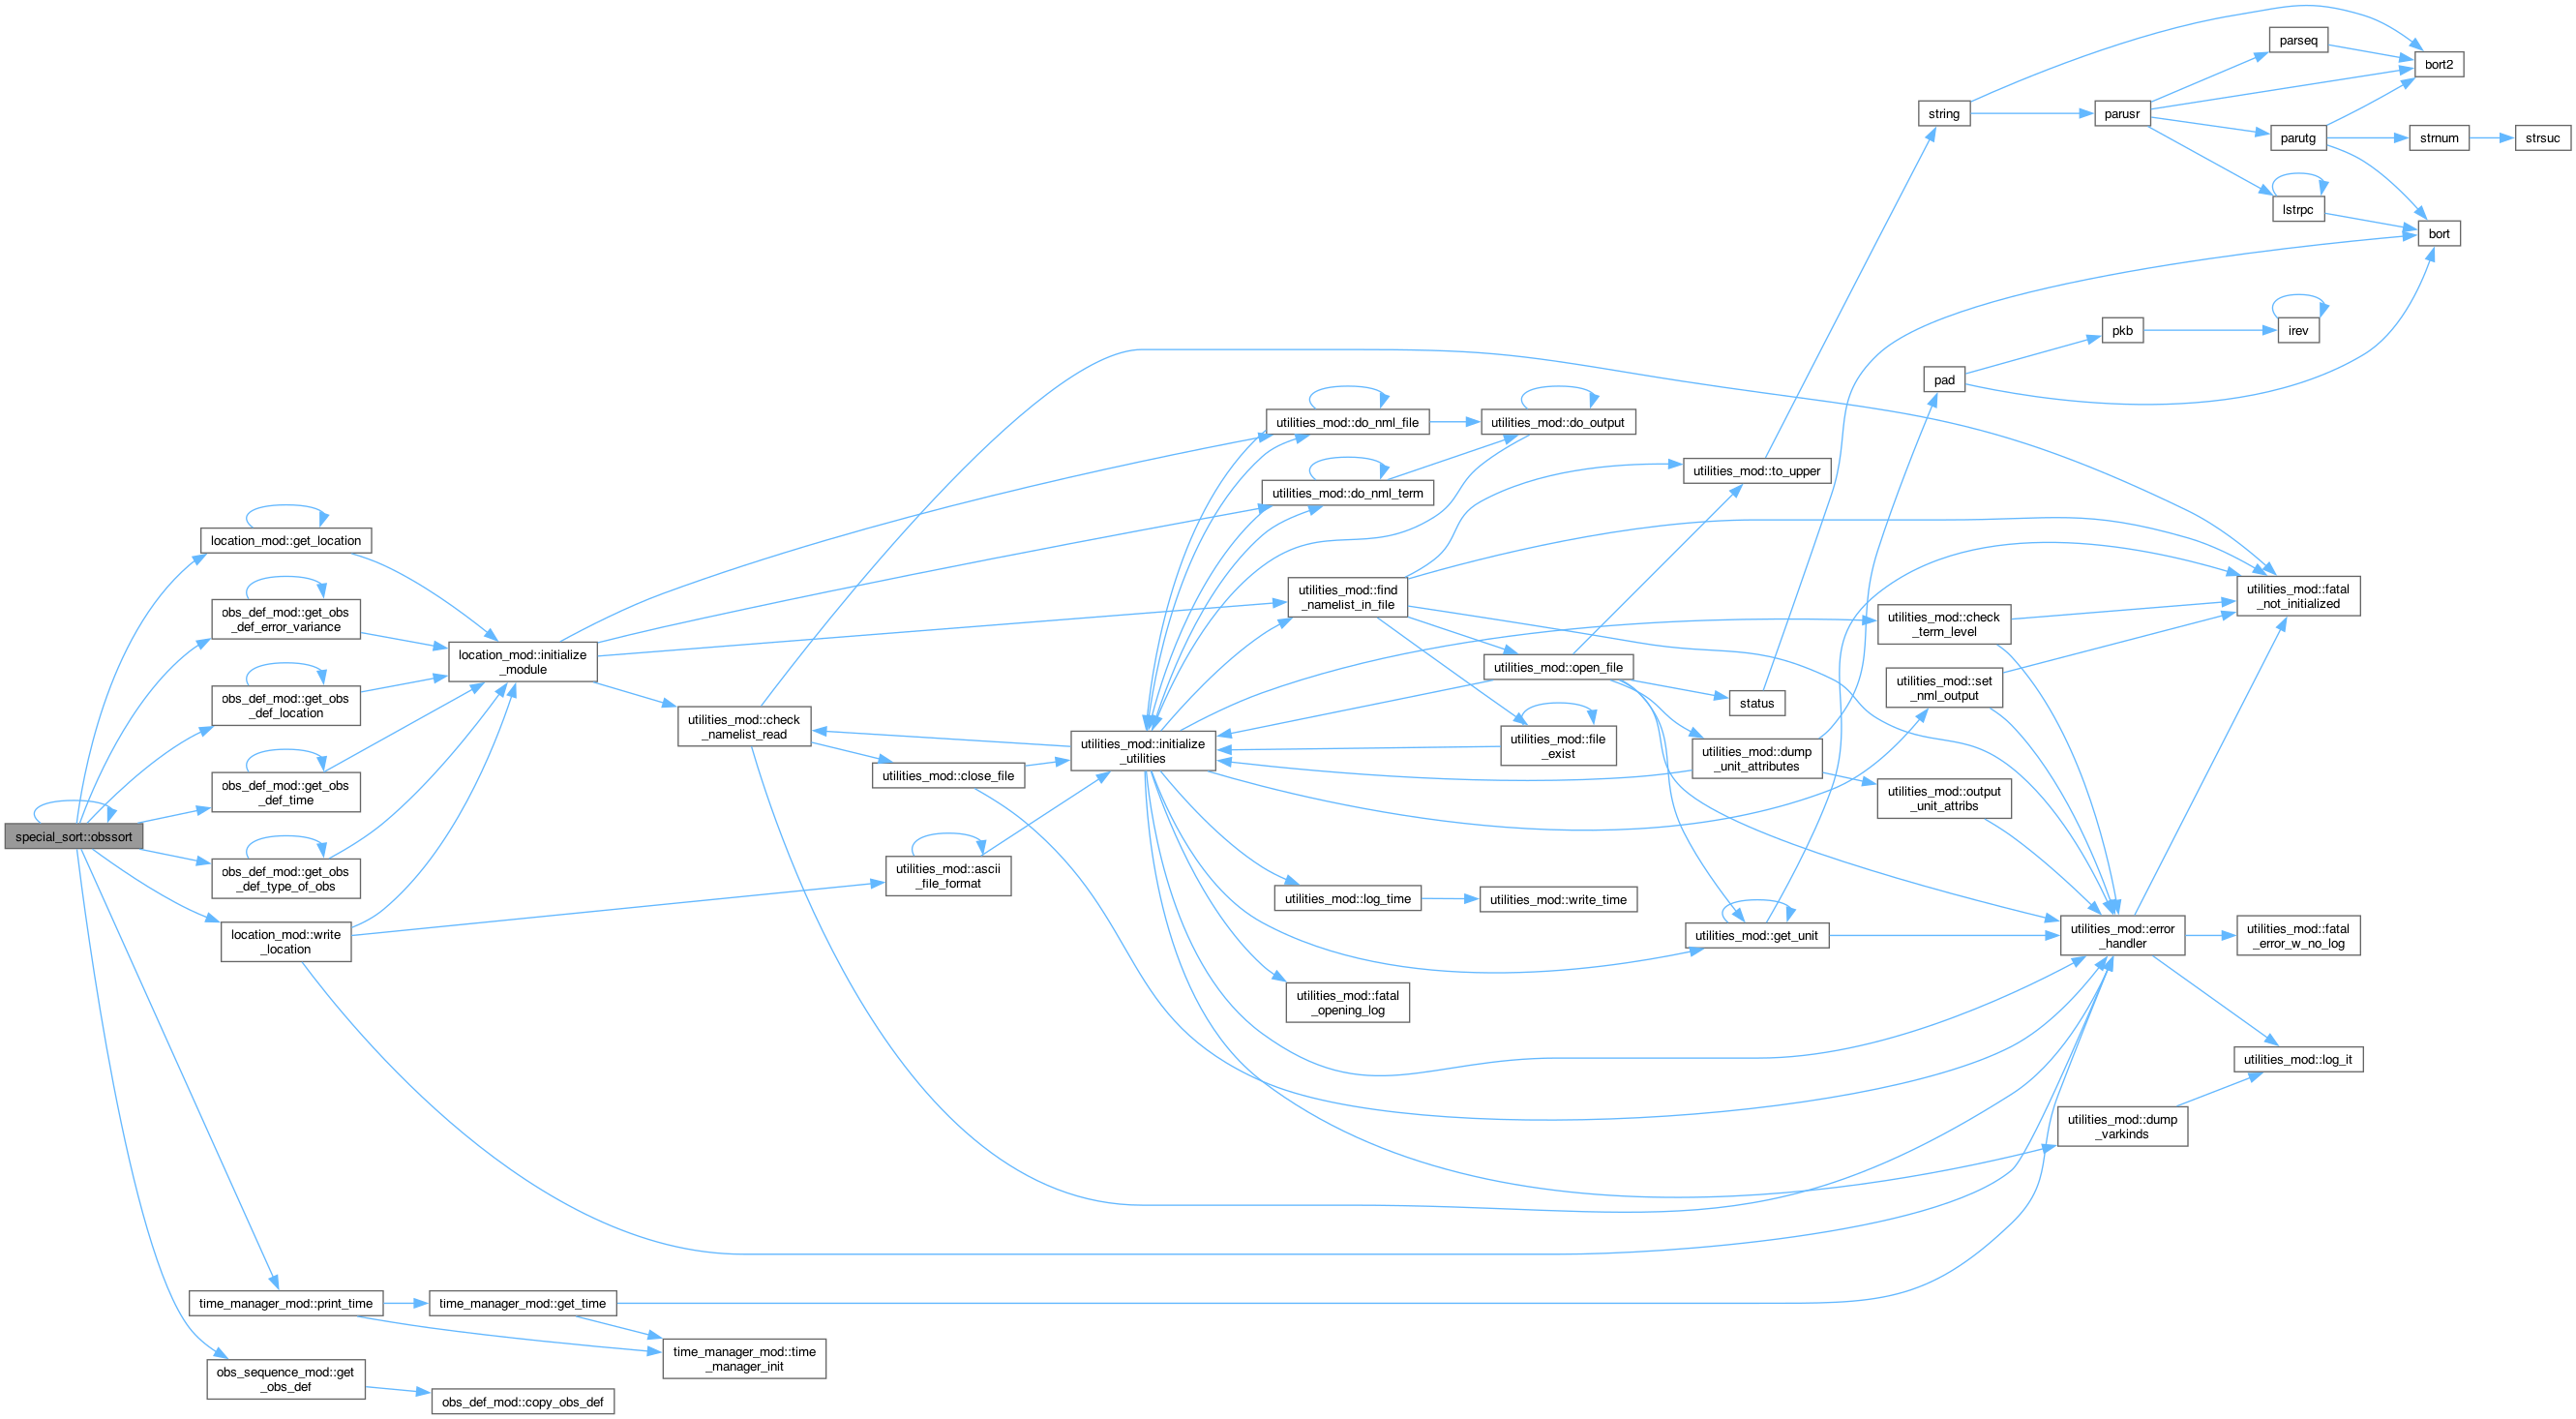 parseq
bort2
string
parusr
parutg
strnum
strsuc
lstrpc
bort
pkb
irev
pad
utilities_mod::do_nml_file
utilities_mod::do_output
utilities_mod::to_upper
utilities_mod::do_nml_term
location_mod::get_location
utilities_mod::find
_namelist_in_file
utilities_mod::fatal
_not_initialized
obs_def_mod::get_obs
_def_error_variance
utilities_mod::check
_term_level
location_mod::initialize
_module
utilities_mod::open_file
utilities_mod::set
_nml_output
obs_def_mod::get_obs
_def_location
status
utilities_mod::check
_namelist_read
utilities_mod::initialize
_utilities
utilities_mod::file
_exist
utilities_mod::dump
_unit_attributes
utilities_mod::close_file
obs_def_mod::get_obs
_def_time
utilities_mod::output
_unit_attribs
special_sort::obssort
obs_def_mod::get_obs
_def_type_of_obs
utilities_mod::ascii
_file_format
utilities_mod::log_time
utilities_mod::write_time
location_mod::write
_location
utilities_mod::get_unit
utilities_mod::error
_handler
utilities_mod::fatal
_error_w_no_log
utilities_mod::fatal
_opening_log
utilities_mod::log_it
utilities_mod::dump
_varkinds
time_manager_mod::print_time
time_manager_mod::get_time
time_manager_mod::time
_manager_init
obs_sequence_mod::get
_obs_def
obs_def_mod::copy_obs_def